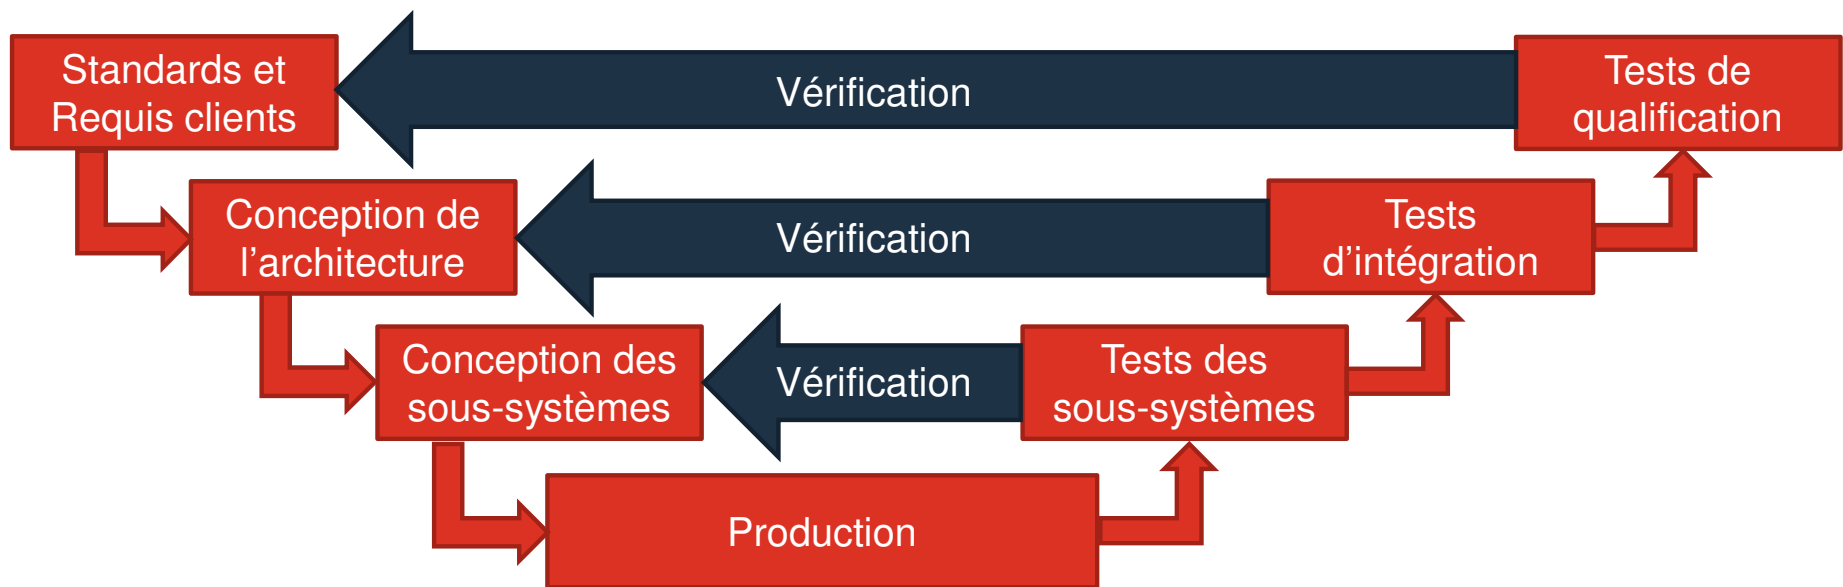 Standards et
Requis clients
Vérification
Tests de
qualification
Conception de
l’architecture
Vérification
Tests
d’intégration
Conception des
sous-systèmes
Vérification
Tests des
sous-systèmes
Production